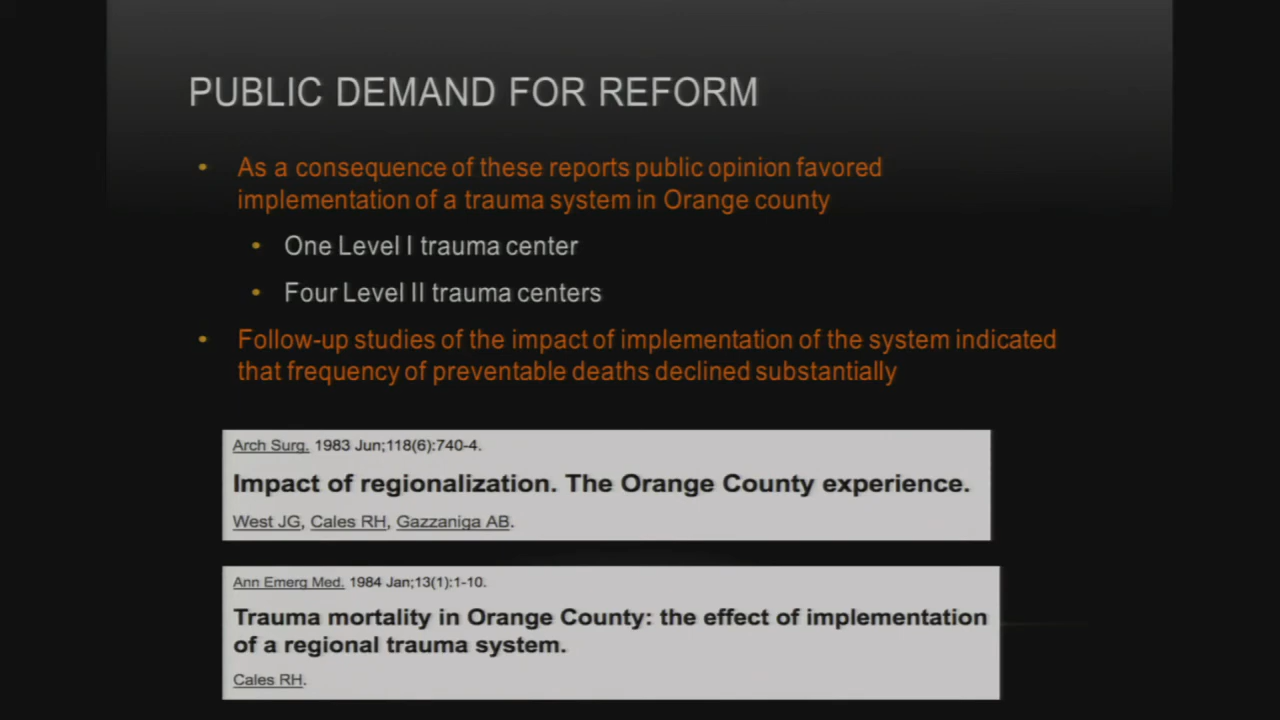 PUBLIC DEMAND FOR REFORM
• As a consequence of these reports public opinion favored
implementation of a trauma system in Orange county
• One Level I trauma center
• Four Level II trauma centers
• Follow-up studies of the impact of implementation of the system indicated
that frequency of preventable deaths declined substantially
Arch Surg. 1983 Jun;118(6):740-4.
Impact of regionalization. The Orange County experience.
West JG, Cales RH, Gazzaniga AB.
Ann Emerg Med. 1984 Jan;13(1):1-10.
Trauma mortality in Orange County: the effect of implementation
of a regional trauma system.
Cales RH.